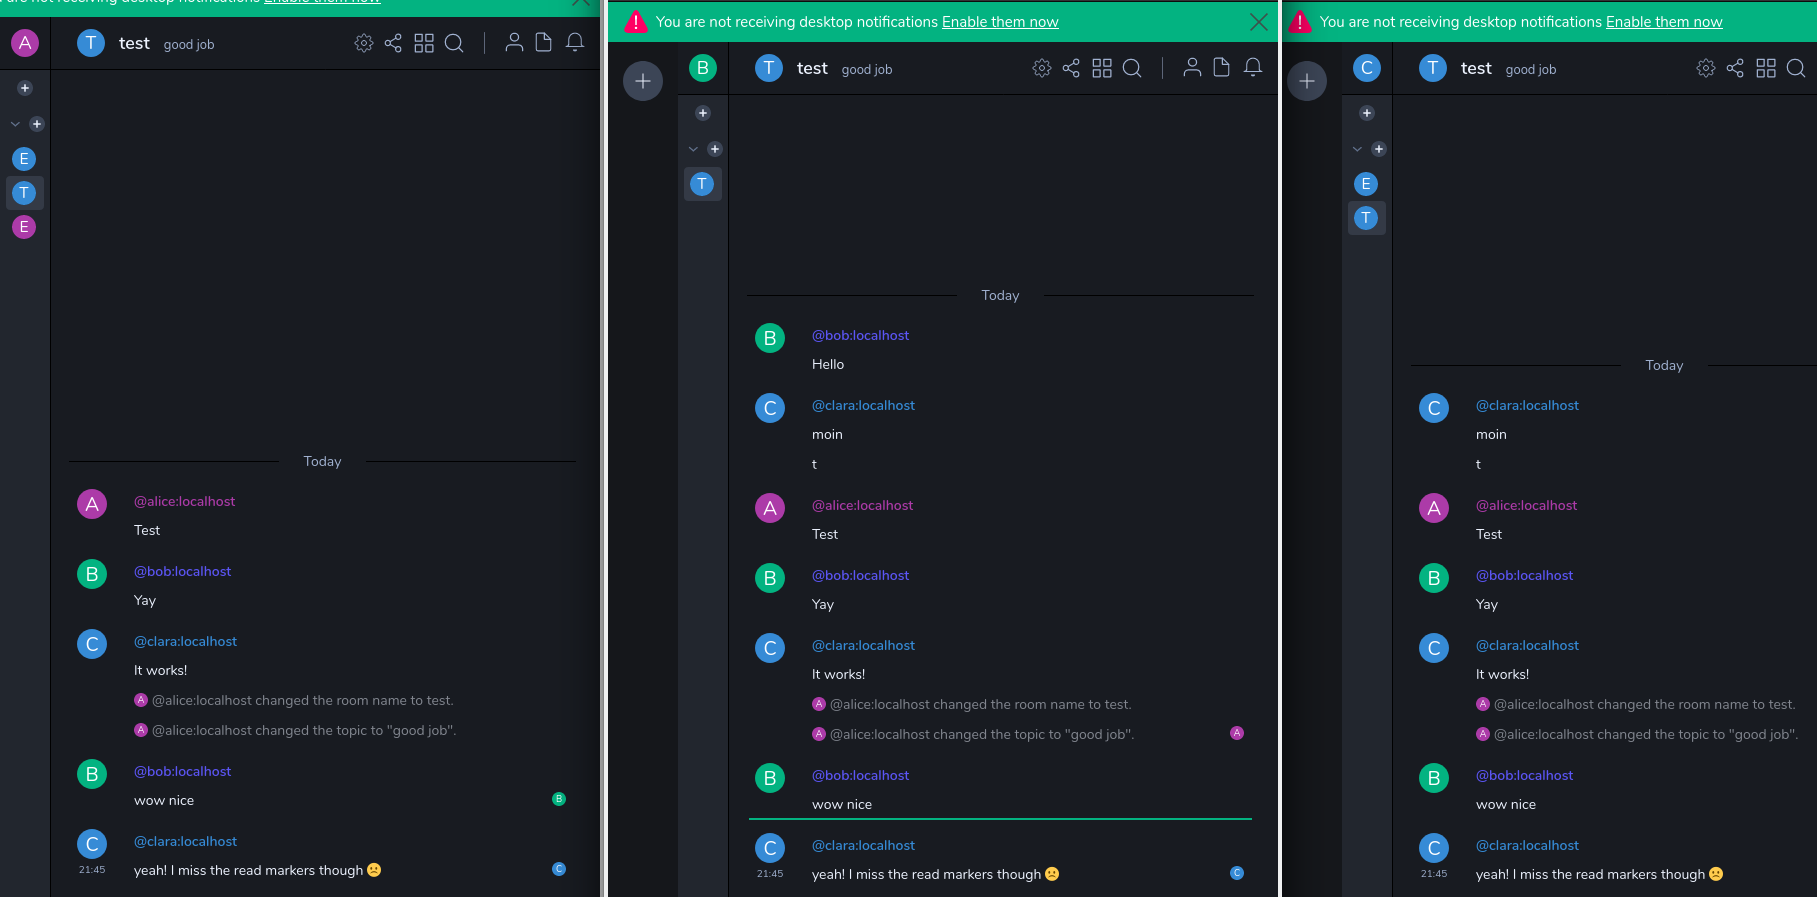 are not receiving desktop notifications Enable them now
A
T test good job
E
T
E
Today
A @alice:localhost
Test
B @bob:localhost
Yay
C @clara:localhost
It works!
A @alice:localhost changed the room name to test.
A @alice:localhost changed the topic to "good job".
B @bob:localhost
wow nice B
C @clara:localhost
21:45 yeah! I miss the read markers though 🙁 C
You are not receiving desktop notifications Enable them now
B
T test good job
T
Today
B @bob:localhost
Hello
C @clara:localhost
moin
t
A @alice:localhost
Test
B @bob:localhost
Yay
C @clara:localhost
It works!
A @alice:localhost changed the room name to test.
A @alice:localhost changed the topic to "good job". A
B @bob:localhost
wow nice
C @clara:localhost
21:45 yeah! I miss the read markers though 🙁 C
You are not receiving desktop notifications Enable them now
C
T test good job
E
T
Today
C @clara:localhost
moin
t
A @alice:localhost
Test
B @bob:localhost
Yay
C @clara:localhost
It works!
A @alice:localhost changed the room name to test.
A @alice:localhost changed the topic to "good job".
B @bob:localhost
wow nice
C @clara:localhost
21:45 yeah! I miss the read markers though 🙁